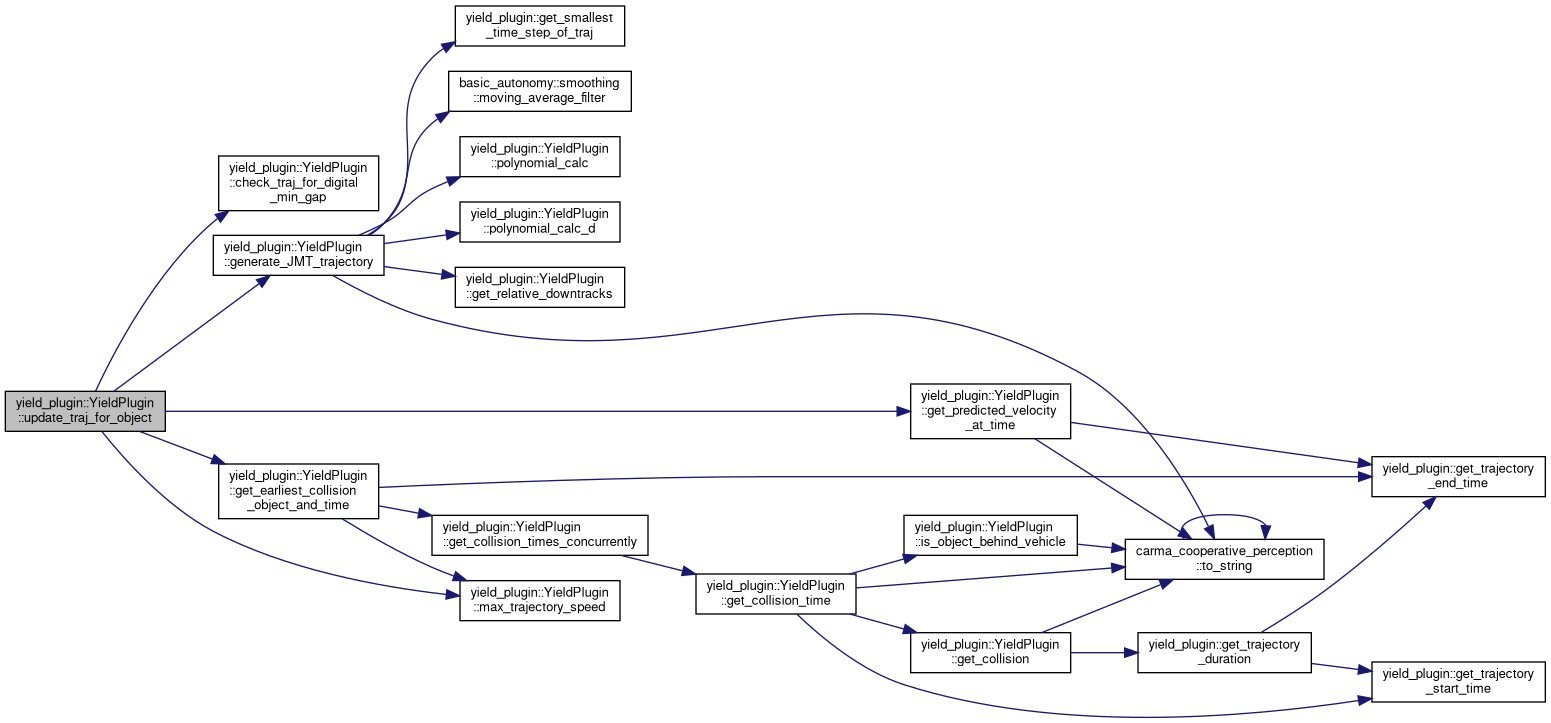 yield_plugin::get_smallest
_time_step_of_traj
basic_autonomy::smoothing
::moving_average_filter
yield_plugin::YieldPlugin
::polynomial_calc
yield_plugin::YieldPlugin
::check_traj_for_digital
_min_gap
yield_plugin::YieldPlugin
::polynomial_calc_d
yield_plugin::YieldPlugin
::generate_JMT_trajectory
yield_plugin::YieldPlugin
::get_relative_downtracks
yield_plugin::YieldPlugin
::update_traj_for_object
yield_plugin::YieldPlugin
::get_predicted_velocity
_at_time
yield_plugin::YieldPlugin
::get_earliest_collision
_object_and_time
yield_plugin::get_trajectory
_end_time
yield_plugin::YieldPlugin
::get_collision_times_concurrently
yield_plugin::YieldPlugin
::is_object_behind_vehicle
carma_cooperative_perception
::to_string
yield_plugin::YieldPlugin
::max_trajectory_speed
yield_plugin::YieldPlugin
::get_collision_time
yield_plugin::YieldPlugin
::get_collision
yield_plugin::get_trajectory
_duration
yield_plugin::get_trajectory
_start_time